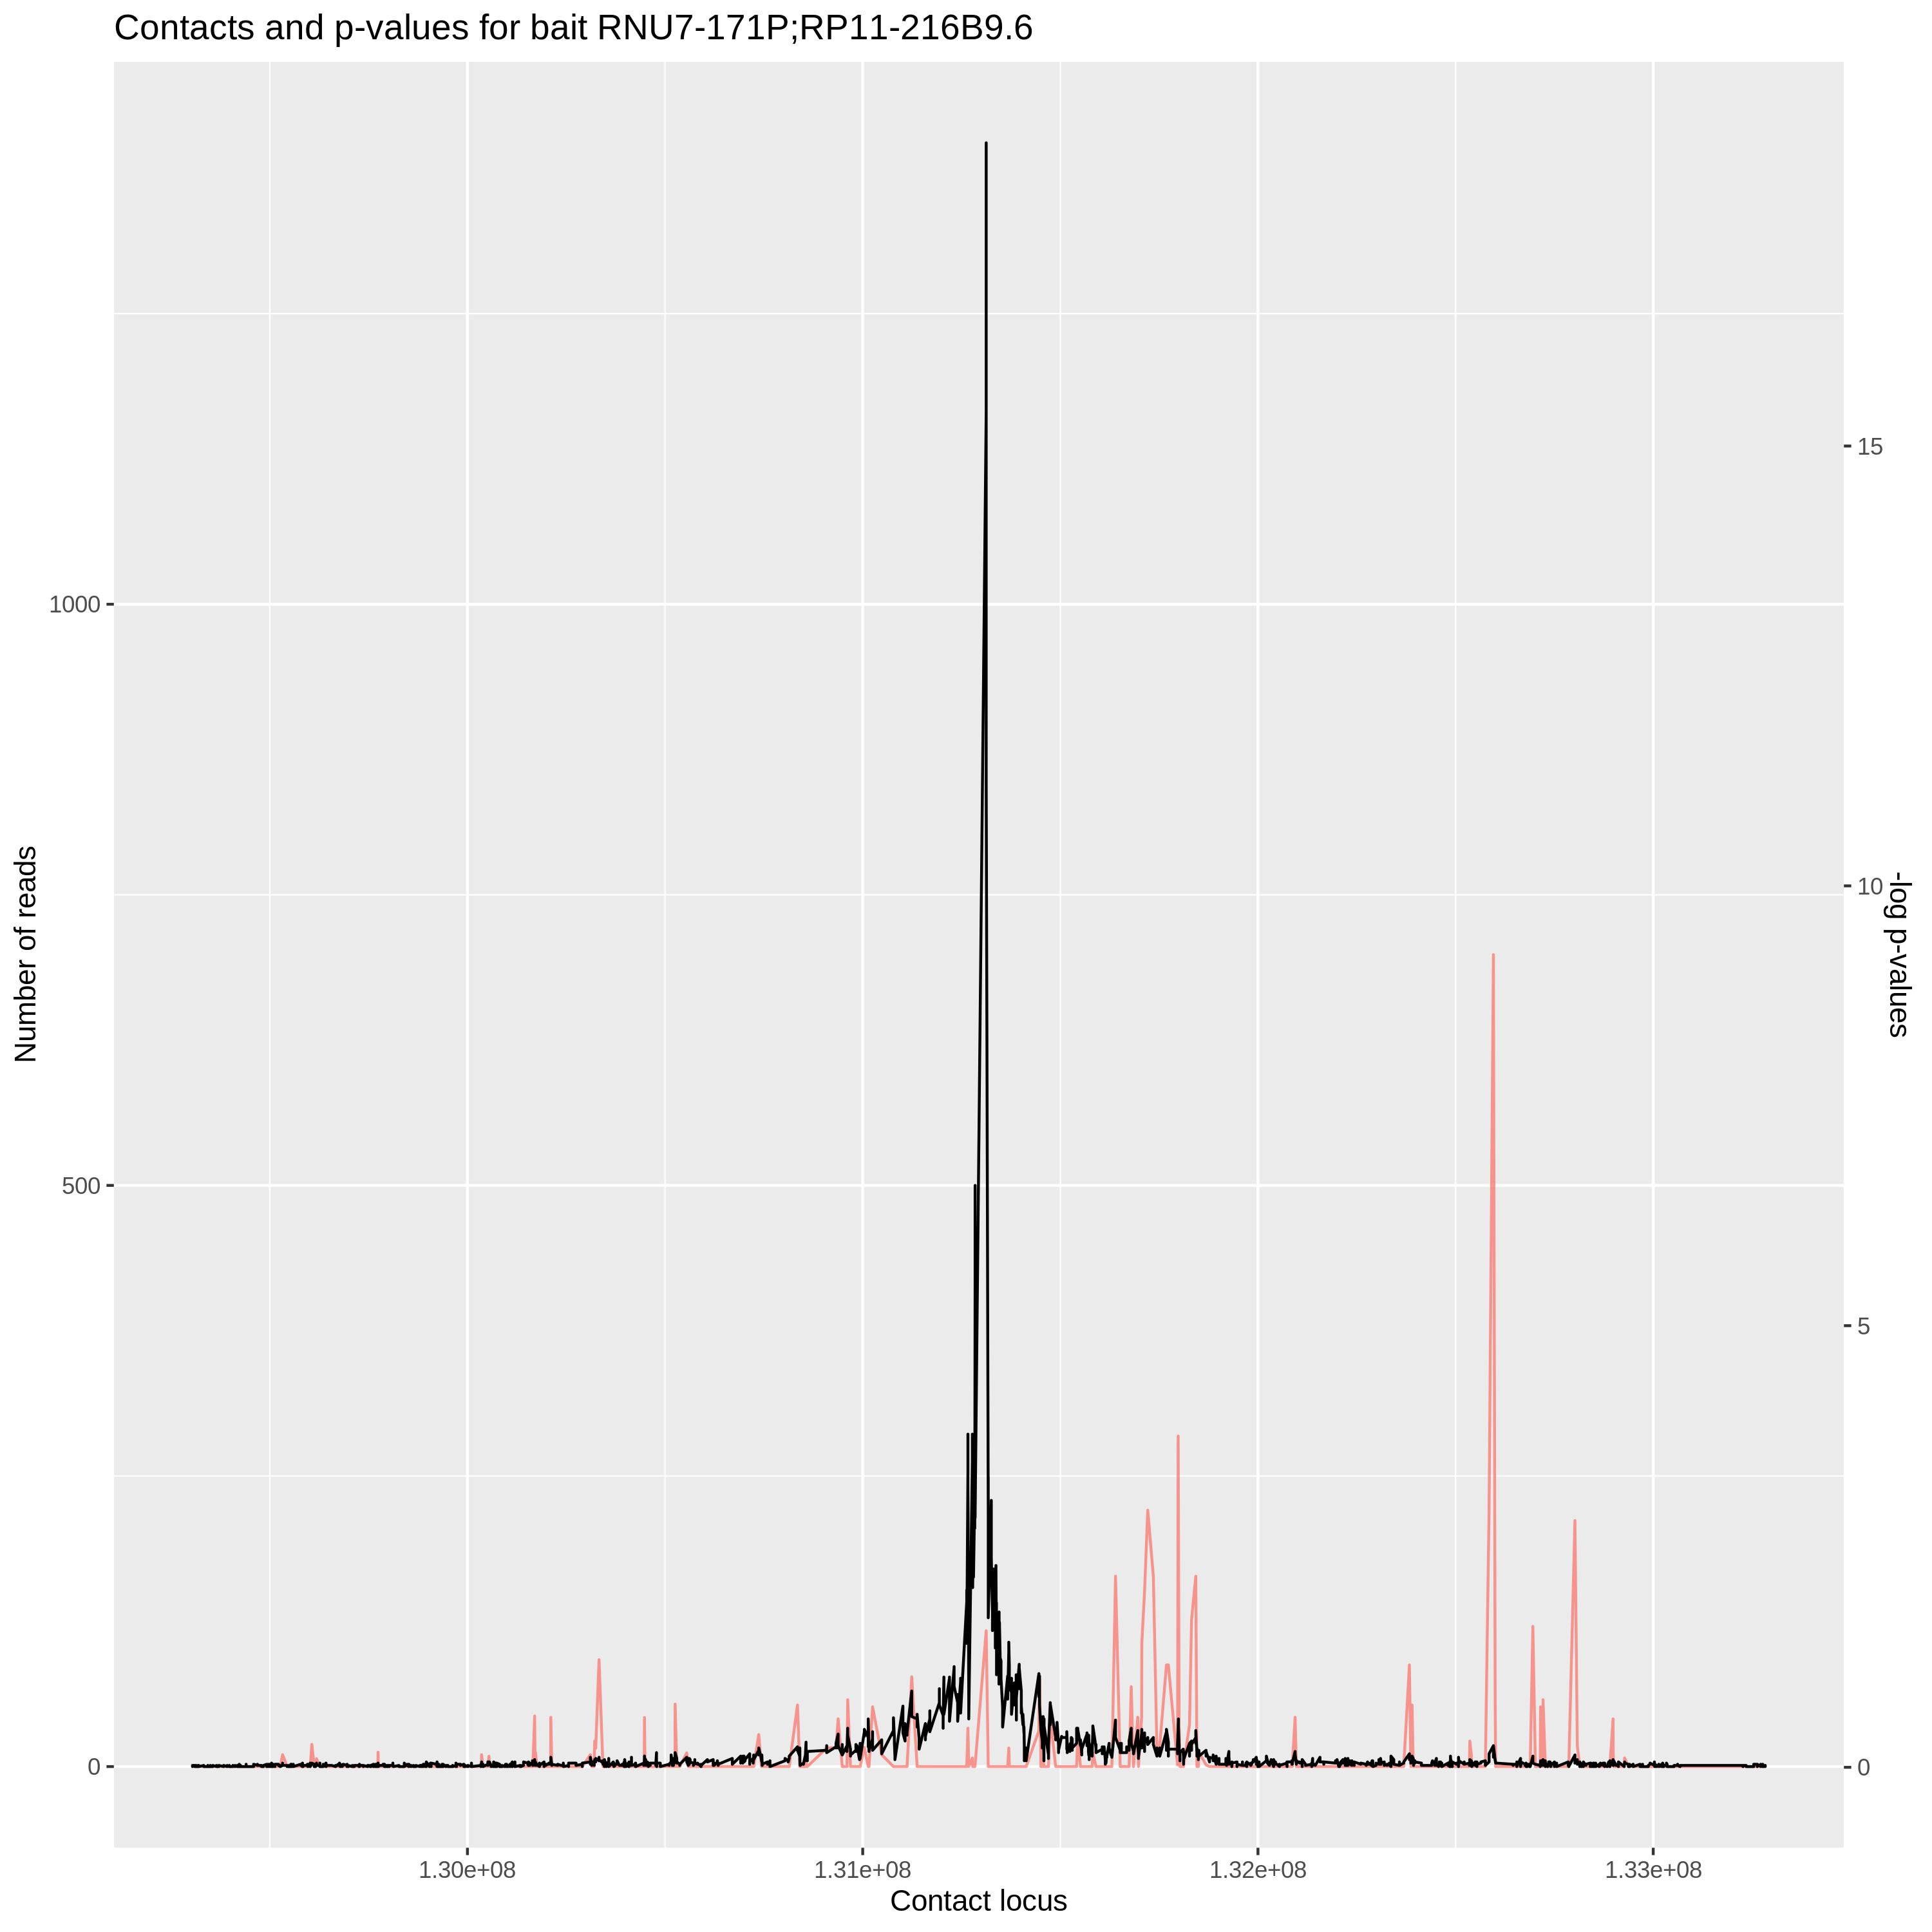 Contacts and p-values for bait RNU7-171P;RP11-216B9.6
Number of reads
1000
500
0
15
10
5
0
-log p-values
1.30e+08
1.31e+08
1.32e+08
1.33e+08
Contact locus